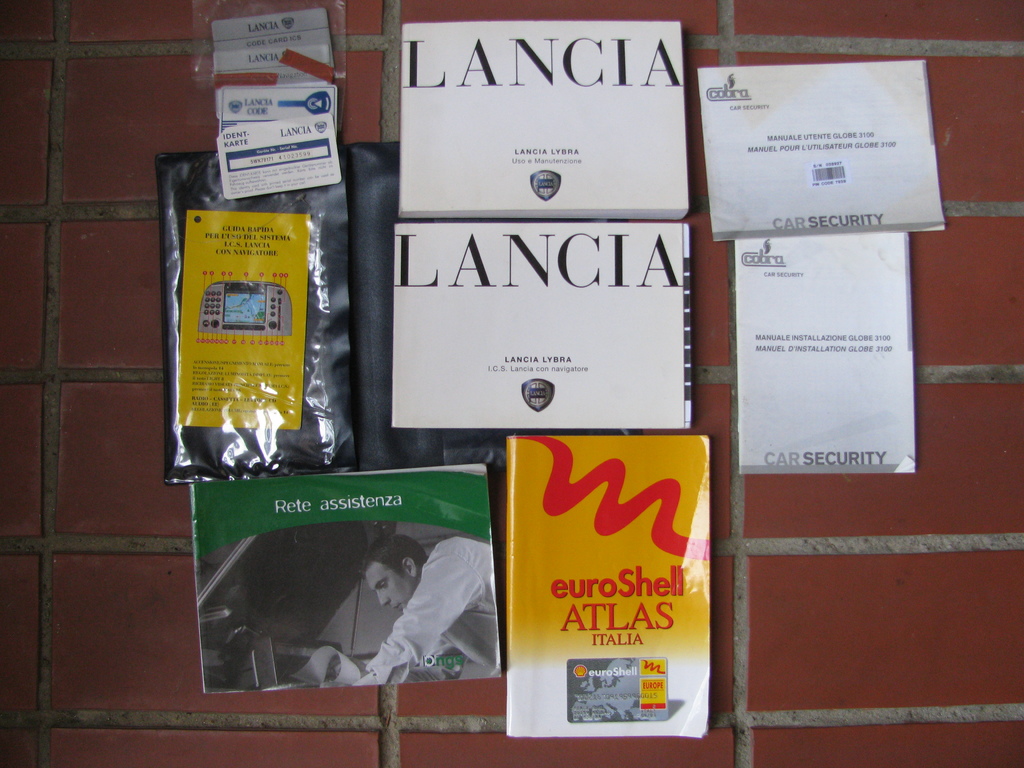 LANCIA
CODE CARD ICS
LANCIA
LANCIA
CODE
IDENT-
KARTE
LANCIA
GUIDA RAPIDA
PER L'USO DEL SISTEMA
I.C.S. LANCIA
CON NAVIGATORE
LANCIA
LANCIA LYBRA
Uso e Manutenzione
LANCIA
LANCIA LYBRA
I.C.S. Lancia con navigatore
LANCIA
cobra
CAR SECURITY
MANUALE UTENTE GLOBE 3100
MANUEL POUR L'UTILISATEUR GLOBE 3100
CAR SECURITY
cobra
CAR SECURITY
MANUALE INSTALLAZIONE GLOBE 3100
MANUEL D'INSTALLATION GLOBE 3100
CAR SECURITY
Rete assistenza
euroShell
ATLAS
ITALIA
euroShell
EUROPE